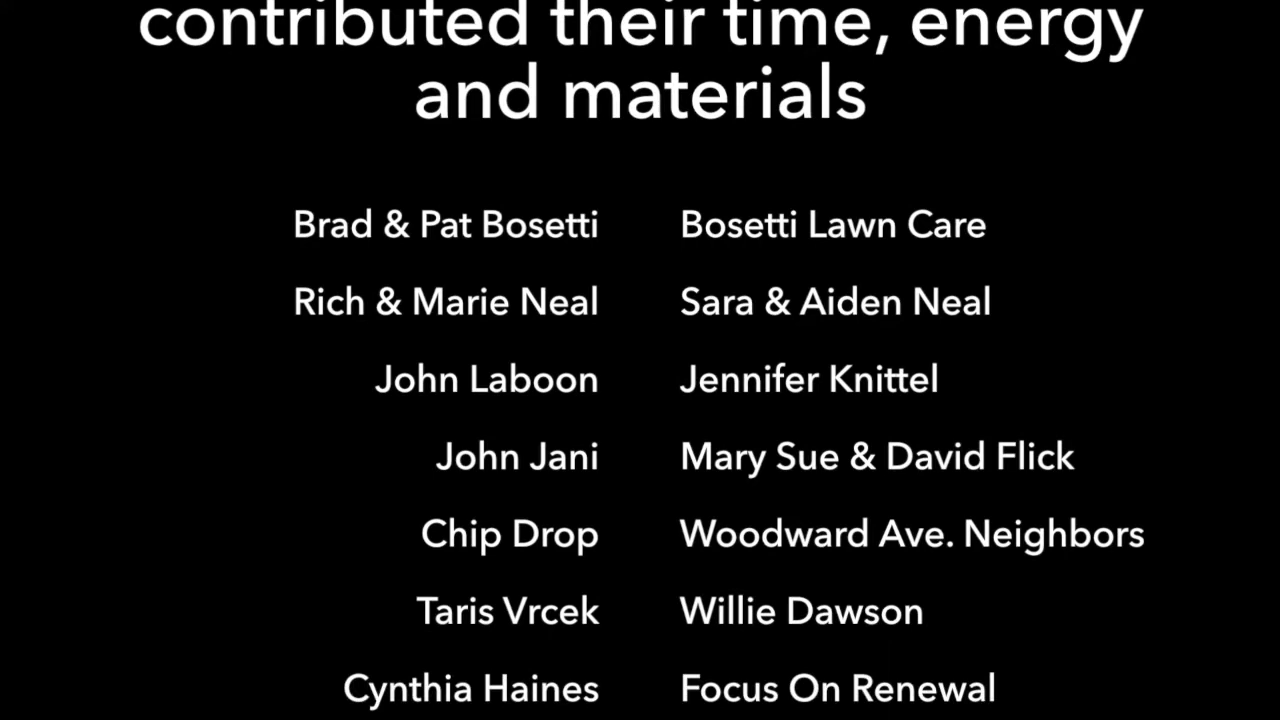 contributed their time, energy
and materials
Brad & Pat Bosetti Bosetti Lawn Care
Rich & Marie Neal Sara & Aiden Neal
John Laboon Jennifer Knittel
John Jani Mary Sue & David Flick
Chip Drop Woodward Ave. Neighbors
Taris Vrcek Willie Dawson
Cynthia Haines Focus On Renewal